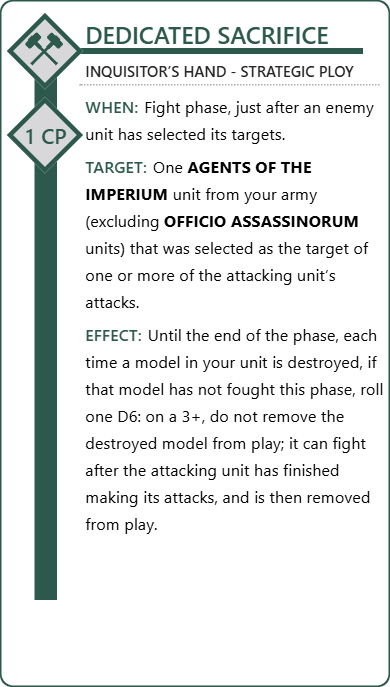 DEDICATED SACRIFICE
INQUISITOR'S HAND - STRATEGIC PLOY
WHEN: Fight phase, just after an enemy
1 CP
unit has selected its targets.
TARGET: One AGENTS OF THE
IMPERIUM unit from your army
(excluding OFFICIO ASSASSINORUM
units) that was selected as the target of
one or more of the attacking unit's
attacks.
EFFECT: Until the end of the phase, each
time a model in your unit is destroyed, if
that model has not fought this phase, roll
one D6: on a 3+, do not remove the
destroyed model from play; it can fight
after the attacking unit has finished
making its attacks, and is then removed
from play.